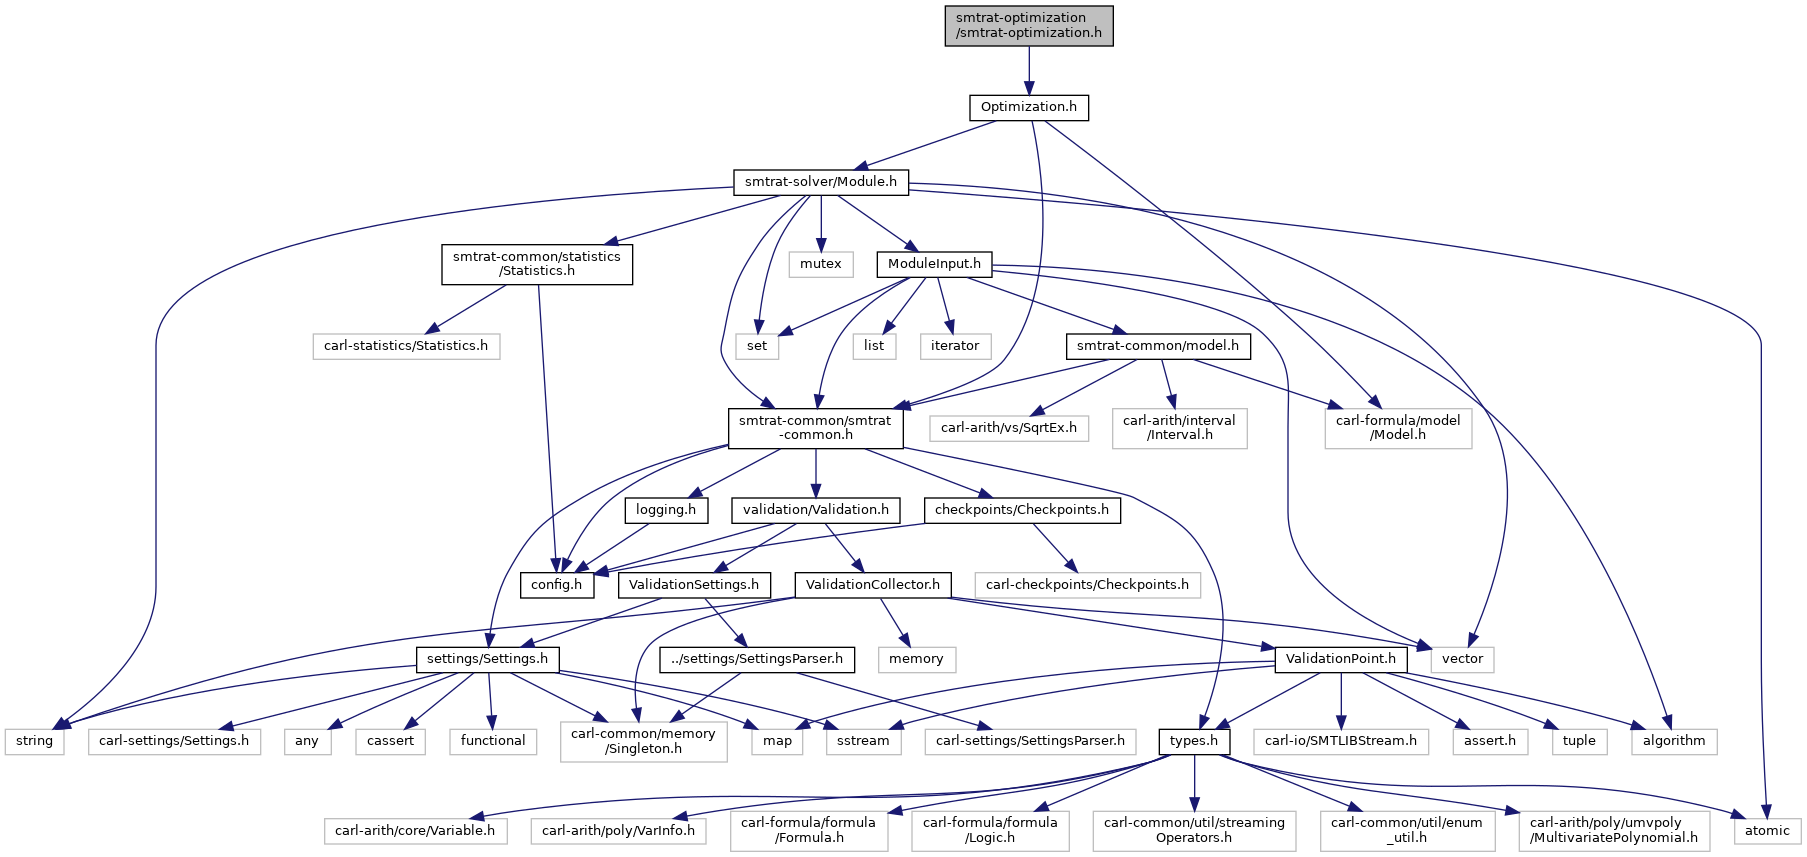 smtrat-optimization
/smtrat-optimization.h
Optimization.h
smtrat-solver/Module.h
smtrat-common/statistics
/Statistics.h
mutex
ModuleInput.h
carl-statistics/Statistics.h
set
list
iterator
smtrat-common/model.h
smtrat-common/smtrat
-common.h
carl-arith/vs/SqrtEx.h
carl-arith/interval
/Interval.h
carl-formula/model
/Model.h
logging.h
validation/Validation.h
checkpoints/Checkpoints.h
config.h
ValidationSettings.h
ValidationCollector.h
carl-checkpoints/Checkpoints.h
settings/Settings.h
../settings/SettingsParser.h
memory
ValidationPoint.h
vector
string
carl-settings/Settings.h
any
cassert
functional
carl-common/memory
/Singleton.h
map
sstream
carl-settings/SettingsParser.h
types.h
carl-io/SMTLIBStream.h
assert.h
tuple
algorithm
carl-arith/core/Variable.h
carl-arith/poly/VarInfo.h
carl-formula/formula
/Formula.h
carl-formula/formula
/Logic.h
carl-common/util/streaming
Operators.h
carl-common/util/enum
_util.h
carl-arith/poly/umvpoly
/MultivariatePolynomial.h
atomic